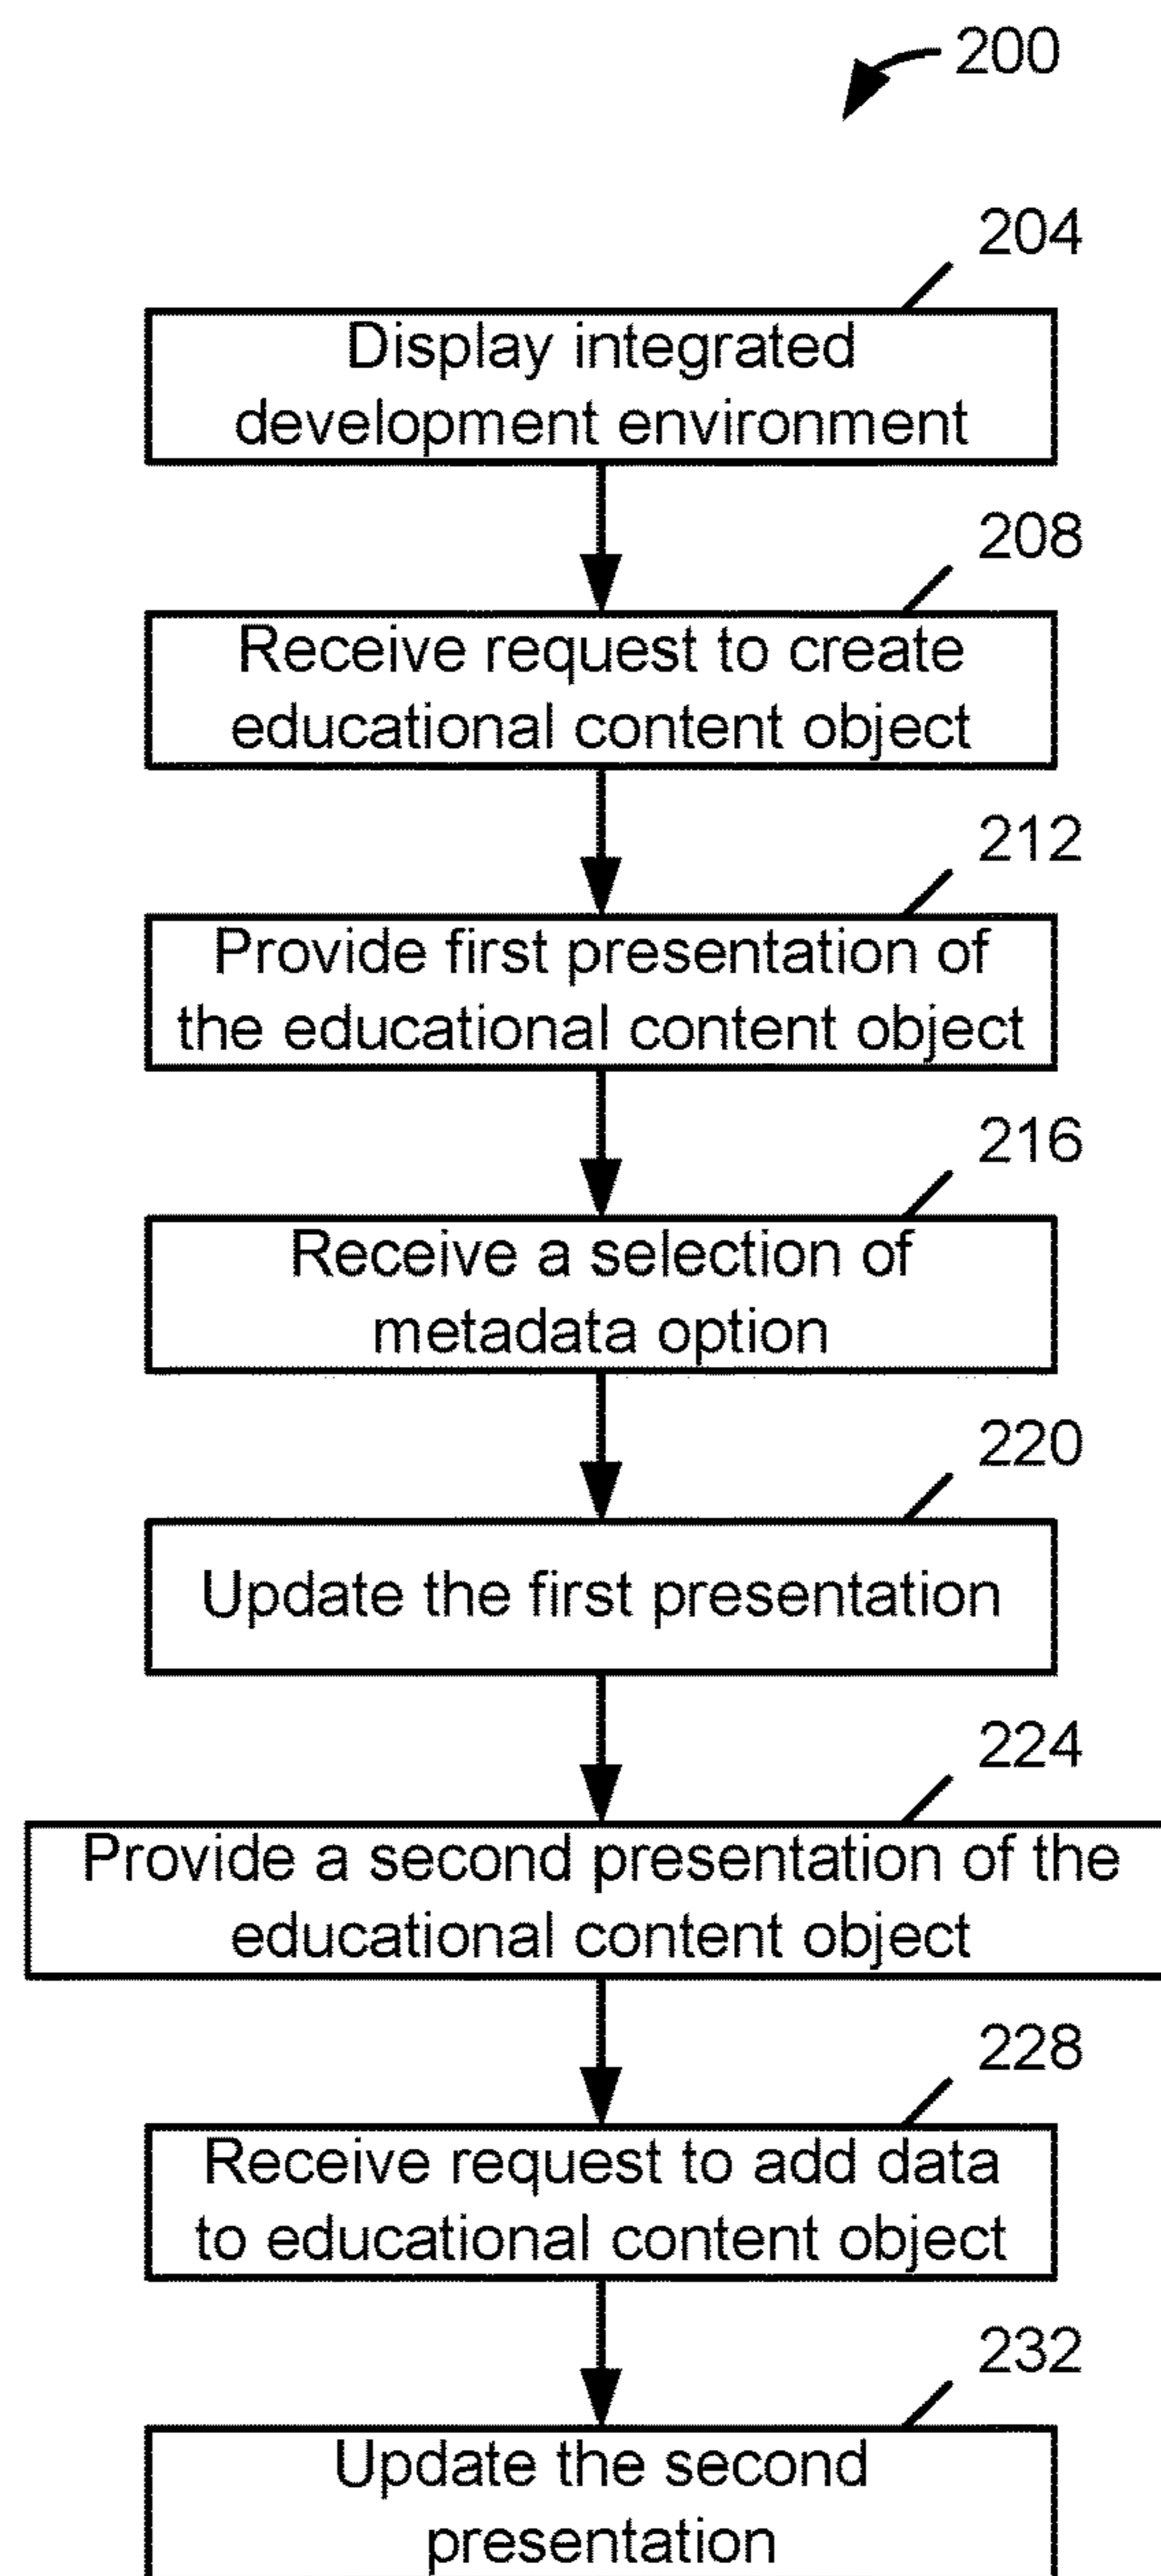 200
204
Display integrated
development environment
208
Receive request to create
educational content object
212
Provide first presentation of
the educational content object
216
Receive a selection of
metadata option
220
Update the first presentation
224
Provide a second presentation of the
educational content object
228
Receive request to add data
to educational content object
232
Update the second
presentation